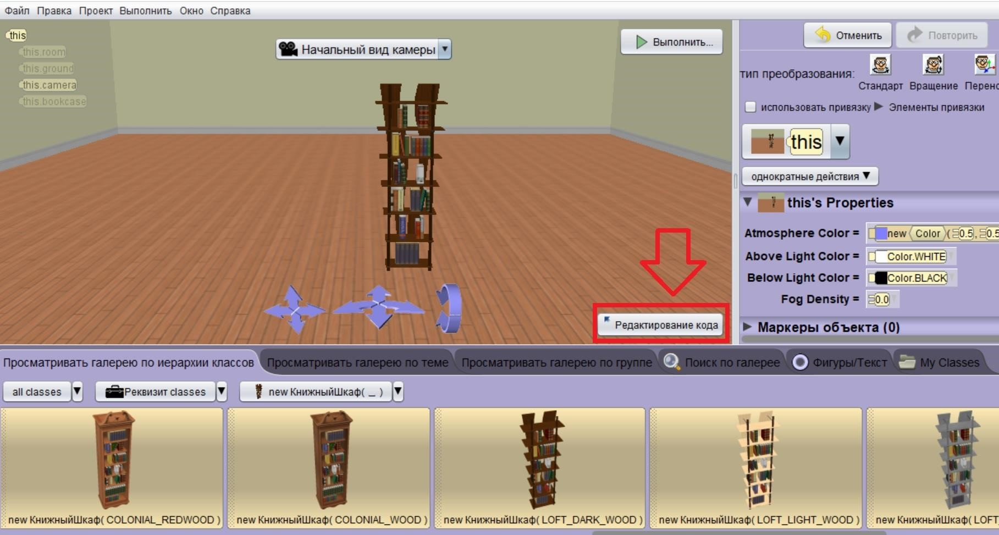 Файл Правка Проект Выполнить Окно Справка
this
this.room
this.ground
this.camera
this.bookcase
Начальный вид камеры
Выполнить...
Редактирование кода
Отменить Повторить
тип преобразования:
Стандарт Вращение Перенс
использовать привязку Элементы привязки
this
однократные действия
this's Properties
Atmosphere Color = new Color ( 0.5, 0.5
Above Light Color = Color.WHITE
Below Light Color = Color.BLACK
Fog Density = 0.0
Маркеры объекта (0)
Просматривать галерею по иерархии классов Просматривать галерею по теме Просматривать галерею по группе Поиск по галерее Фигуры/Текст My Classes
all classes Реквизит classes new КнижныйШкаф( _ )
new КнижныйШкаф( COLONIAL_REDWOOD ) new КнижныйШкаф( COLONIAL_WOOD ) new КнижныйШкаф( LOFT_DARK_WOOD ) new КнижныйШкаф( LOFT_LIGHT_WOOD ) new КнижныйШкаф( LOFT